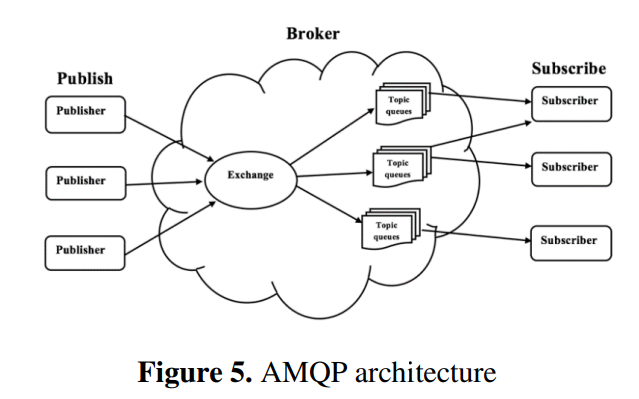 Broker
Publish
Subscribe
Publisher
Publisher
Publisher
Exchange
Topic
queues
Topic
queues
Topic
queues
Subscriber
Subscriber
Subscriber
Figure 5. AMQP architecture